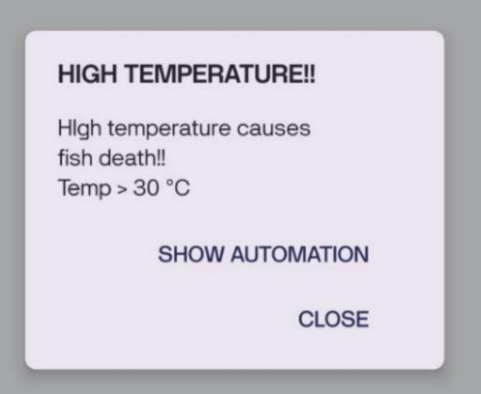 HIGH TEMPERATURE!!
HIgh temperature causes
fish death!!
Temp > 30 °C
SHOW AUTOMATION
CLOSE